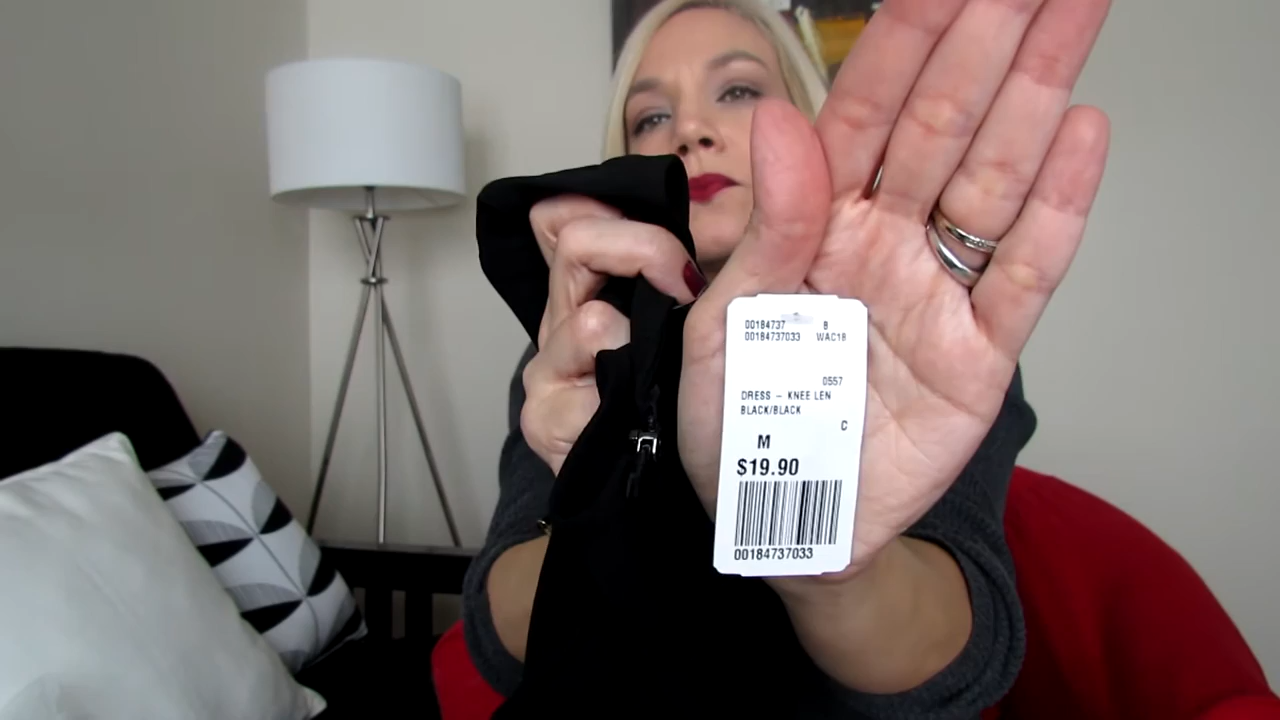 00184737 B
00184737033 WAC18
0557
DRESS - KNEE LEN
BLACK/BLACK
C
M
$19.90
00184737033